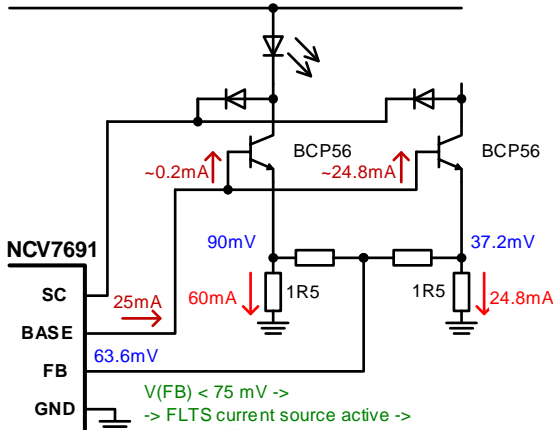 BCP56
BCP56
~0.2mA
~24.8mA
NCV7691
90mV
37.2mV
SC
25mA
60mA
1R5
1R5
24.8mA
BASE
63.6mV
FB
V(FB) < 75 mV ->
GND
-> FLTS current source active ->